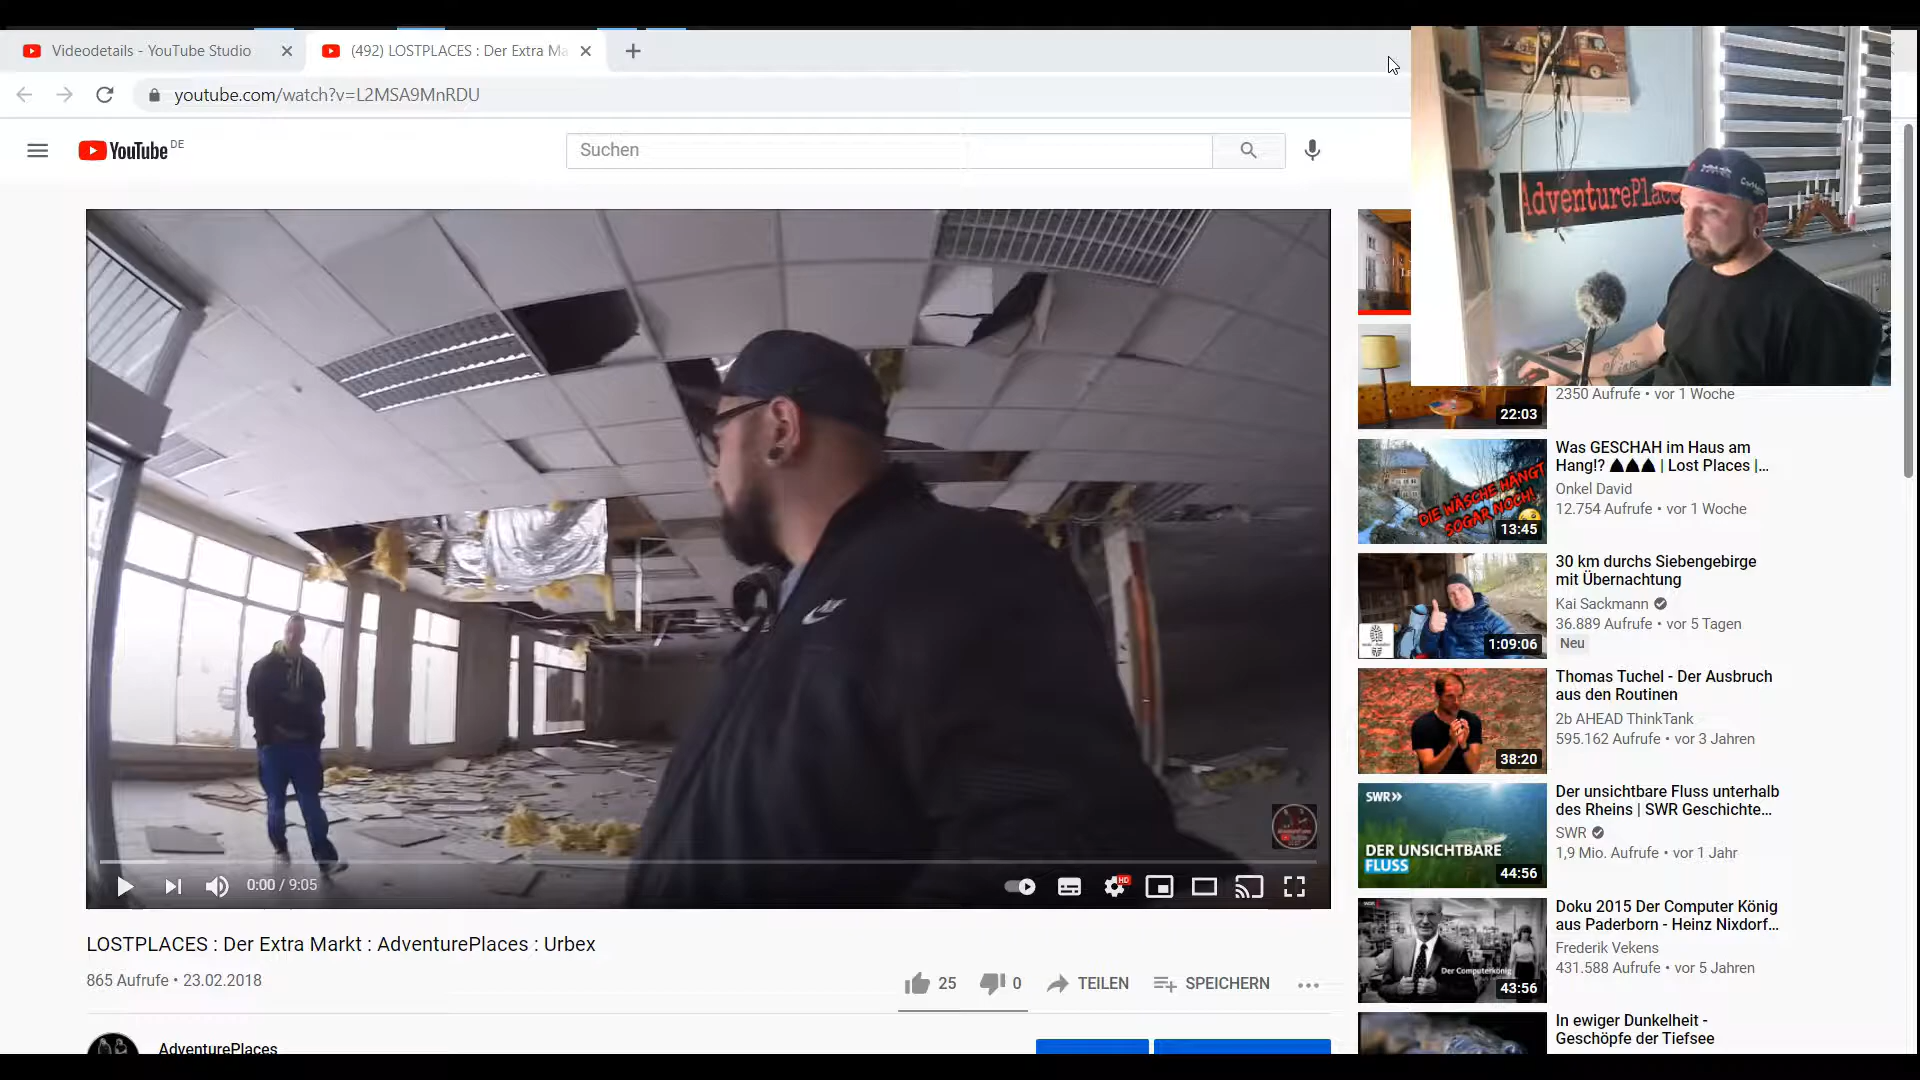 Videodetails - YouTube Studio
(492) LOSTPLACES : Der Extra Ma
youtube.com/watch?v=L2MSA9MnRDU
YouTube DE
Suchen
AdventurePlace
22:03
2350 Aufrufe • vor 1 Woche
DIE WÄSCHE HÄNGT
SOGAR NOCH!
13:45
Was GESCHAH im Haus am
Hang!? ▲▲▲ | Lost Places |...
Onkel David
12.754 Aufrufe • vor 1 Woche
1:09:06
30 km durchs Siebengebirge
mit Übernachtung
Kai Sackmann
36.889 Aufrufe • vor 5 Tagen
Neu
38:20
Thomas Tuchel - Der Ausbruch
aus den Routinen
2b AHEAD ThinkTank
595.162 Aufrufe • vor 3 Jahren
SWR»
DER UNSICHTBARE
FLUSS
44:56
Der unsichtbare Fluss unterhalb
des Rheins | SWR Geschichte...
SWR
1,9 Mio. Aufrufe • vor 1 Jahr
Der Computerkönig
43:56
Doku 2015 Der Computer König
aus Paderborn - Heinz Nixdorf...
Frederik Vekens
431.588 Aufrufe • vor 5 Jahren
In ewiger Dunkelheit -
Geschöpfe der Tiefsee
0:00 / 9:05
HD
LOSTPLACES : Der Extra Markt : AdventurePlaces : Urbex
865 Aufrufe • 23.02.2018
25
0
TEILEN
SPEICHERN
AdventurePlaces